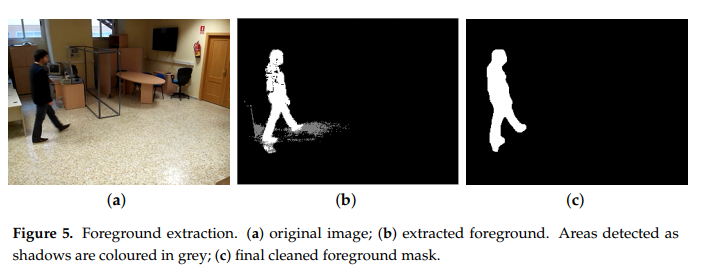 (a)
(b)
(c)
Figure 5. Foreground extraction. (a) original image; (b) extracted foreground. Areas detected as
shadows are coloured in grey; (c) final cleaned foreground mask.